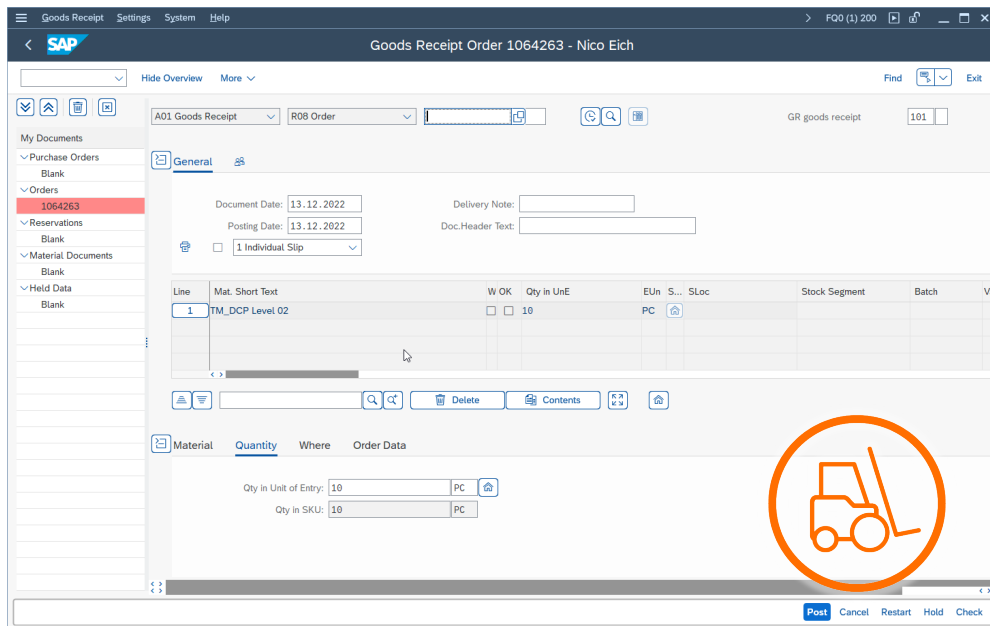 Goods Receipt Settings System Help FQ0 (1) 200
SAP Goods Receipt Order 1064263 - Nico Eich
Hide Overview More Find Exit
A01 Goods Receipt R08 Order GR goods receipt 101
My Documents
Purchase Orders
Blank
Orders
1064263
Reservations
Blank
Material Documents
Blank
Held Data
Blank
General
Document Date: 13.12.2022 Delivery Note:
Posting Date: 13.12.2022 Doc.Header Text:
1 Individual Slip
Line Mat. Short Text W OK Qty in UnE EUn S... SLoc Stock Segment Batch V
1 TM_DCP Level 02 10 PC
Delete Contents
Material Quantity Where Order Data
Qty in Unit of Entry: 10 PC
Qty in SKU: 10 PC
Post Cancel Restart Hold Check